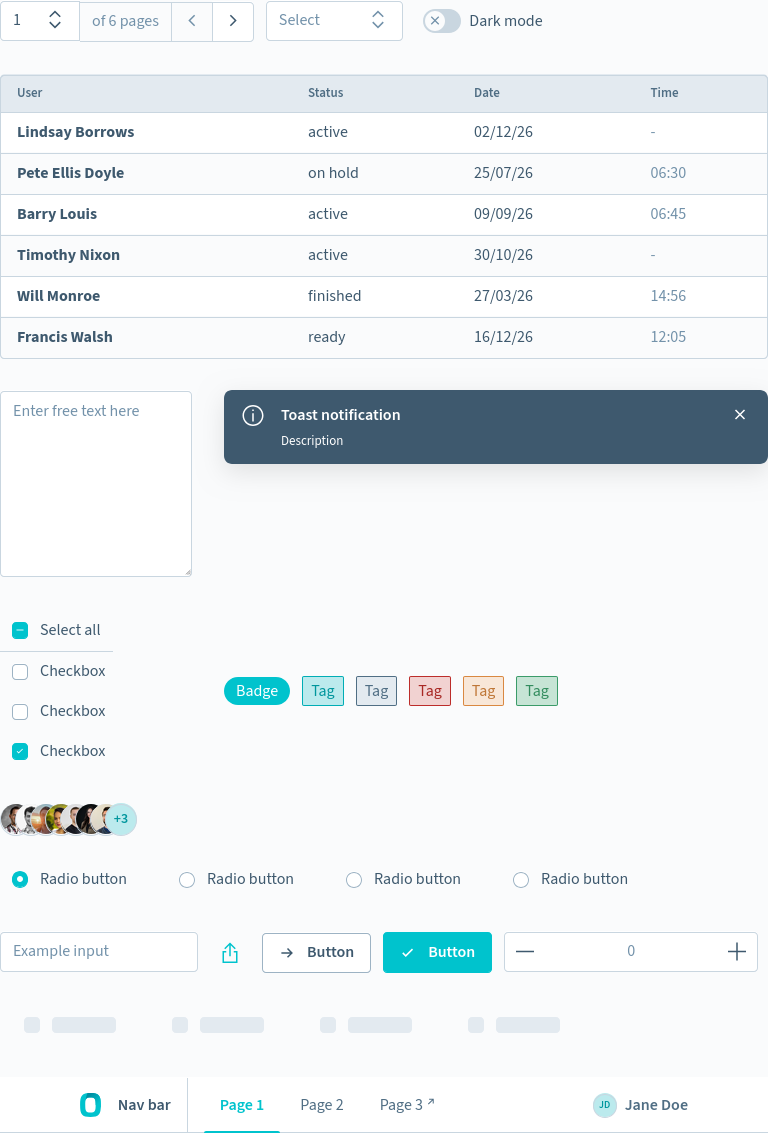 1 of 6 pages Select Dark mode
User Status Date Time
Lindsay Borrows active 02/12/26 -
Pete Ellis Doyle on hold 25/07/26 06:30
Barry Louis active 09/09/26 06:45
Timothy Nixon active 30/10/26 -
Will Monroe finished 27/03/26 14:56
Francis Walsh ready 16/12/26 12:05
Enter free text here
Toast notification
Description
Select all
Checkbox
Badge Tag Tag Tag Tag Tag
Checkbox
Checkbox
+3
Radio button Radio button Radio button Radio button
Example input Button Button 0
Nav bar Page 1 Page 2 Page 3 ↗ JD Jane Doe